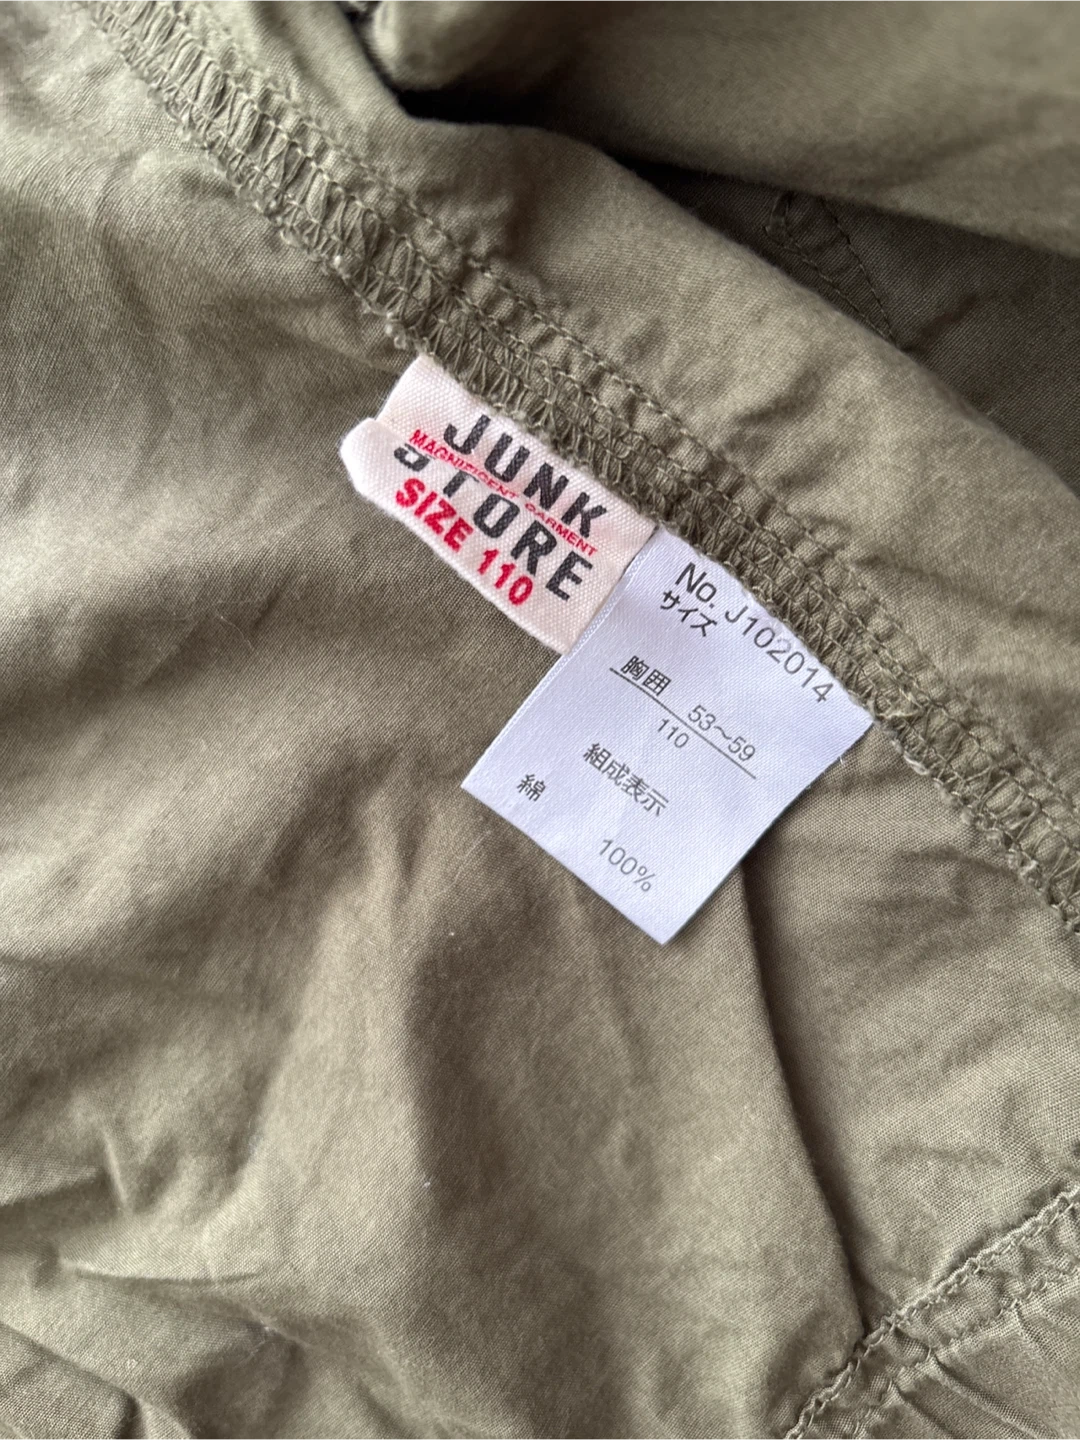 JUNK
MAGNIFICENT GARMENT
STORE
SIZE 110
No. J102014
サイズ
胸囲 53～59
110
組成表示
綿 100%